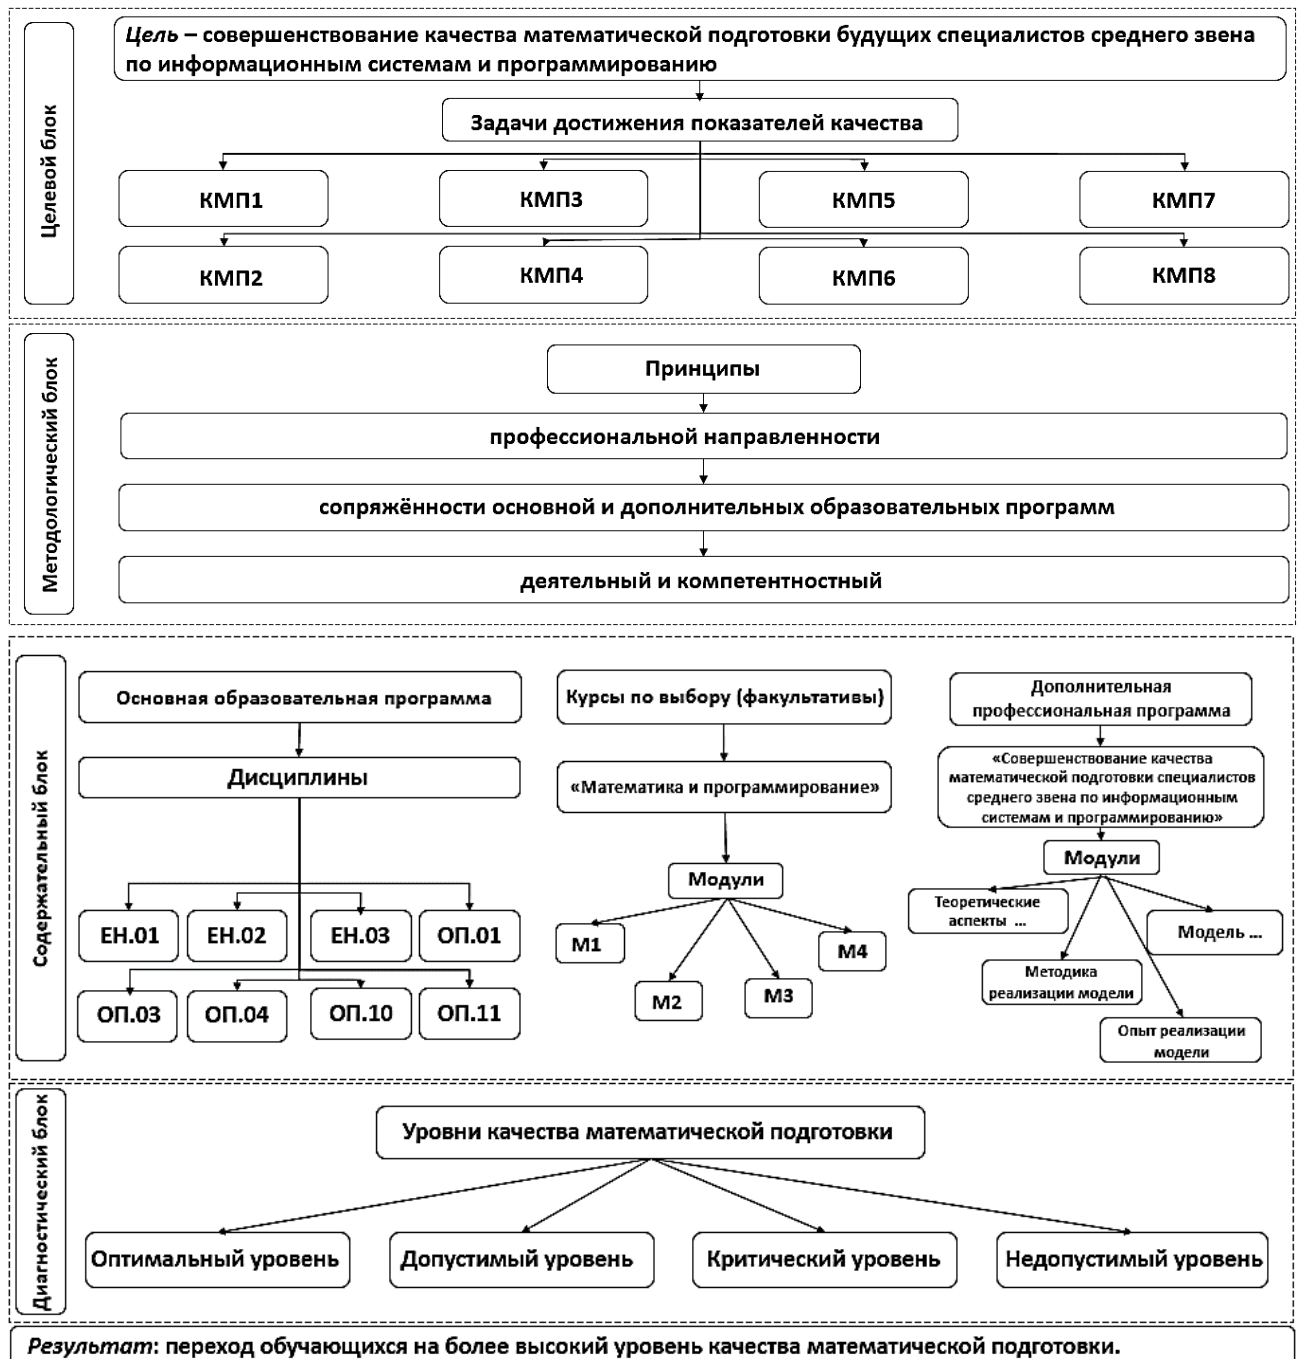 Целевой блок
Цель – совершенствование качества математической подготовки будущих специалистов среднего звена
по информационным системам и программированию
Задачи достижения показателей качества
КМП1
КМП3
КМП5
КМП7
КМП2
КМП4
КМП6
КМП8
Методологический блок
Принципы
профессиональной направленности
сопряжённости основной и дополнительных образовательных программ
деятельный и компетентностный
Содержательный блок
Основная образовательная программа
Дисциплины
ЕН.01
ЕН.02
ЕН.03
ОП.01
ОП.03
ОП.04
ОП.10
ОП.11
Курсы по выбору (факультативы)
«Математика и программирование»
Модули
М1
М2
М3
М4
Дополнительная
профессиональная программа
«Совершенствование качества
математической подготовки специалистов
среднего звена по информационным
системам и программированию»
Модули
Теоретические
аспекты ...
Методика
реализации модели
Опыт реализации
модели
Модель ...
Диагностический блок
Уровни качества математической подготовки
Оптимальный уровень
Допустимый уровень
Критический уровень
Недопустимый уровень
Результат: переход обучающихся на более высокий уровень качества математической подготовки.